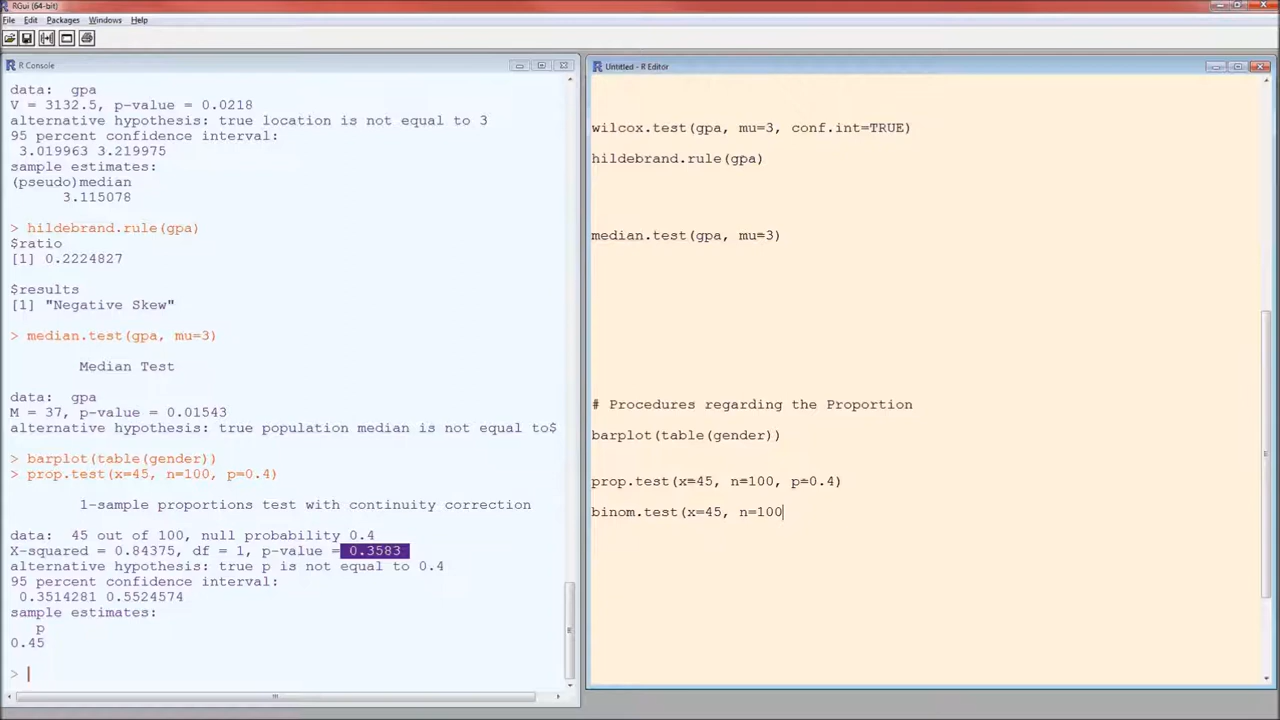 RGui (64-bit)
File Edit Packages Windows Help
R Console
data:  gpa
V = 3132.5, p-value = 0.0218
alternative hypothesis: true location is not equal to 3
95 percent confidence interval:
 3.019963 3.219975
sample estimates:
(pseudo)median
      3.115078
> hildebrand.rule(gpa)
$ratio
[1] 0.2224827
$results
[1] "Negative Skew"
> median.test(gpa, mu=3)
        Median Test
data:  gpa
M = 37, p-value = 0.01543
alternative hypothesis: true population median is not equal to$
> barplot(table(gender))
> prop.test(x=45, n=100, p=0.4)
        1-sample proportions test with continuity correction
data:  45 out of 100, null probability 0.4
X-squared = 0.84375, df = 1, p-value = 0.3583
alternative hypothesis: true p is not equal to 0.4
95 percent confidence interval:
 0.3514281 0.5524574
sample estimates:
   p
0.45
>
Untitled - R Editor
wilcox.test(gpa, mu=3, conf.int=TRUE)
hildebrand.rule(gpa)
median.test(gpa, mu=3)
# Procedures regarding the Proportion
barplot(table(gender))
prop.test(x=45, n=100, p=0.4)
binom.test(x=45, n=100